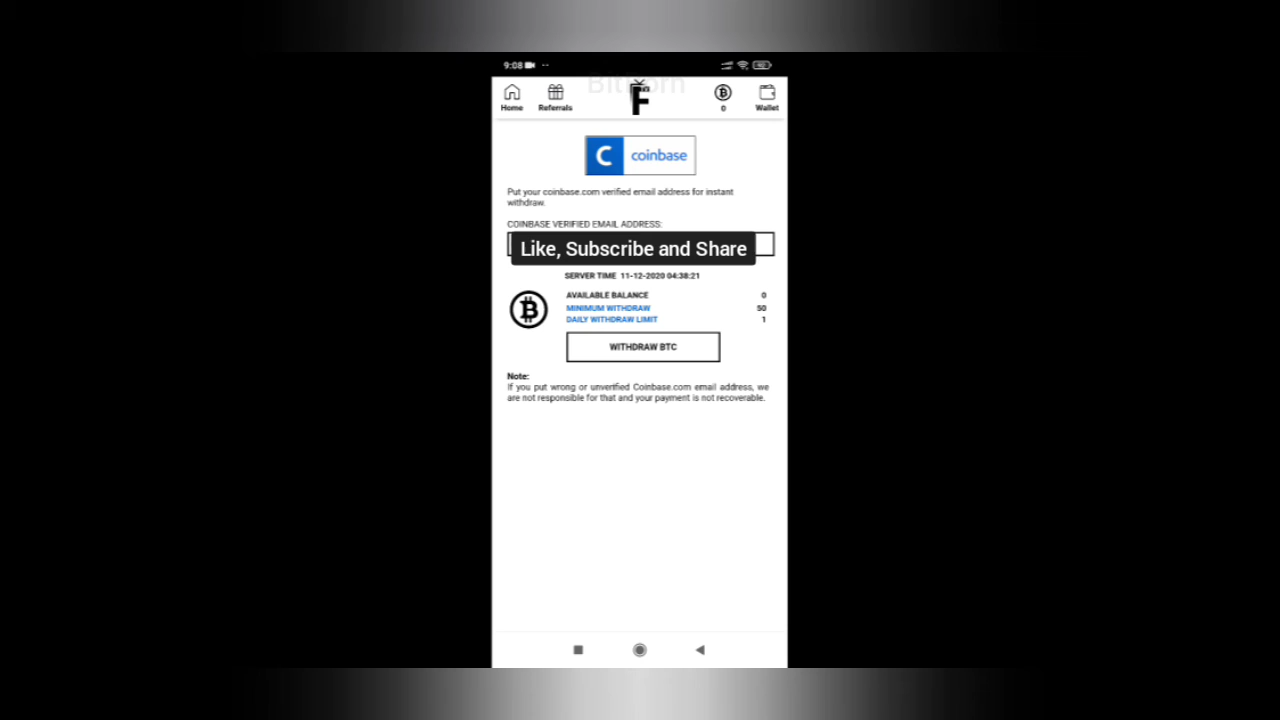 9:08
Home
Referrals
F
0
Wallet
C coinbase
Put your coinbase.com verified email address for instant
withdraw.
COINBASE VERIFIED EMAIL ADDRESS:
Like, Subscribe and Share
SERVER TIME 11-12-2020 04:38:21
AVAILABLE BALANCE 0
MINIMUM WITHDRAW 50
DAILY WITHDRAW LIMIT 1
WITHDRAW BTC
Note:
If you put wrong or unverified Coinbase.com email address, we
are not responsible for that and your payment is not recoverable.